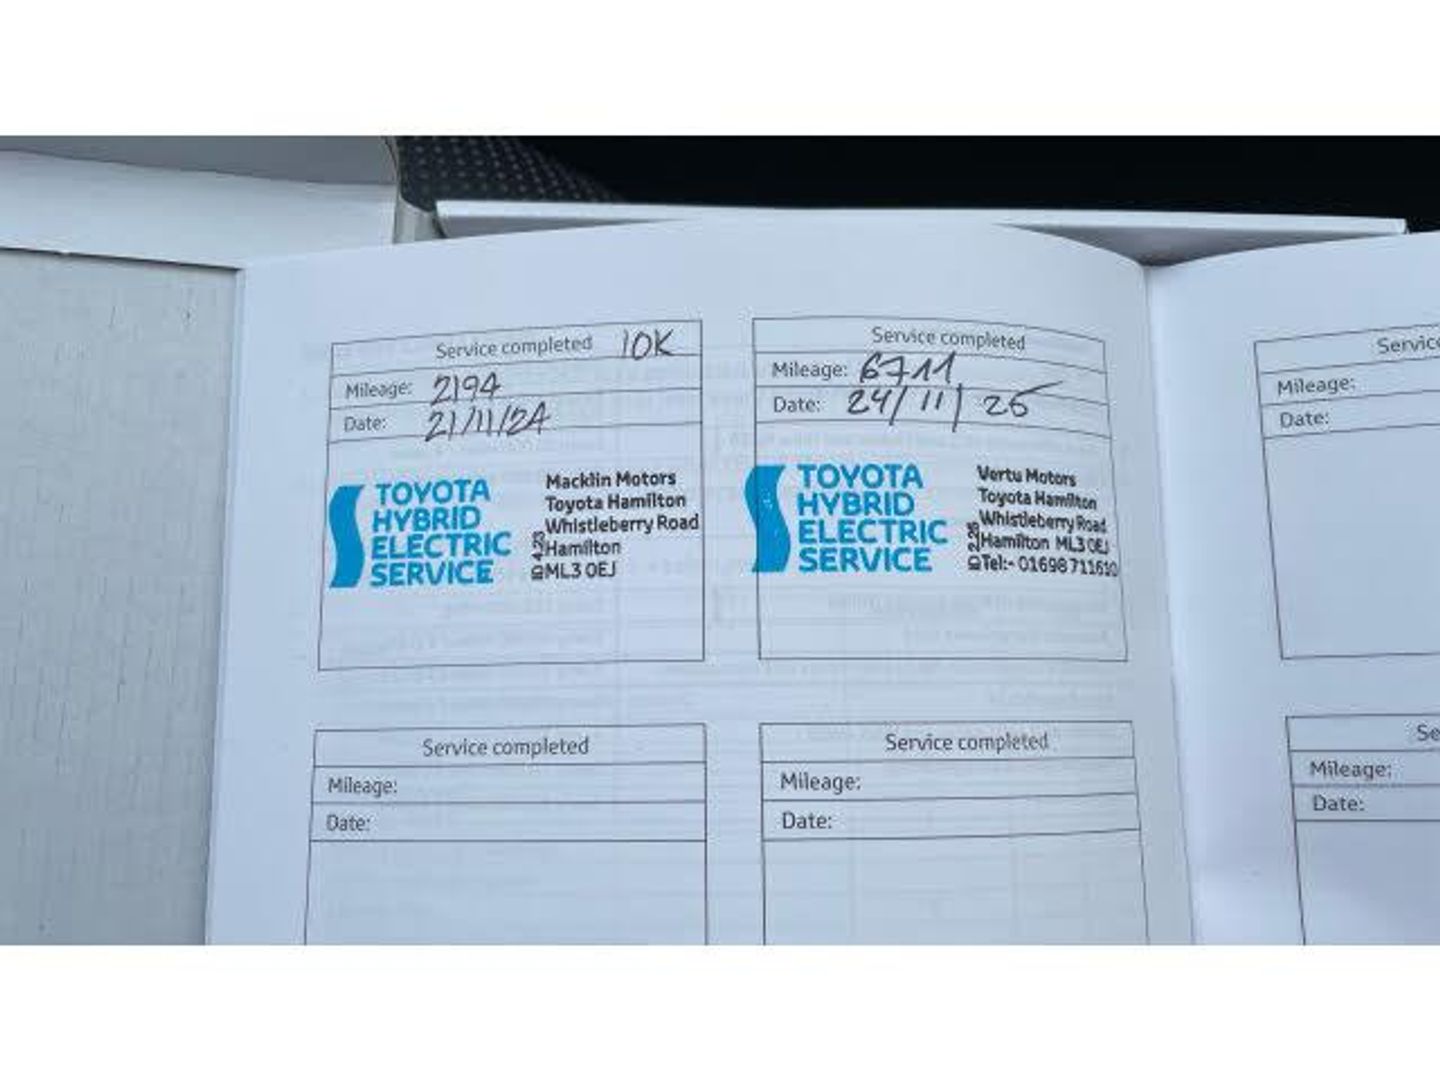 Service completed 10K
Mileage: 2194
Date: 21/11/24
TOYOTA
HYBRID
ELECTRIC
SERVICE
Macklin Motors
Toyota Hamilton
Whistleberry Road
Hamilton
ML3 0EJ
Service completed
Mileage: 6711
Date: 24/11/25
TOYOTA
HYBRID
ELECTRIC
SERVICE
Vertu Motors
Toyota Hamilton
Whistleberry Road
Hamilton ML3 0EJ
Tel:- 01698 711610
Service completed
Mileage:
Date:
Service completed
Mileage:
Date:
Mileage:
Date:
Mileage:
Date: